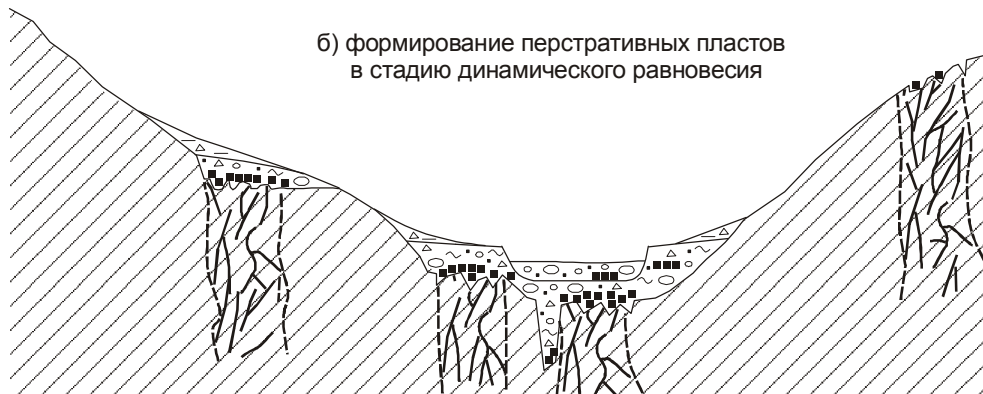 б) формирование перстративных пластов
в стадию динамического равновесия